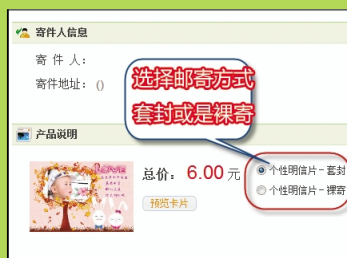 寄件人信息
寄 件 人：
寄件地址： ()
选择邮寄方式
套封或是裸寄
产品说明
总价： 6.00 元
个性明信片－套封
个性明信片－裸寄
预览卡片